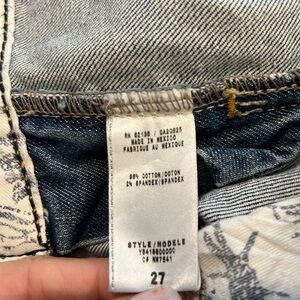 MADE IN MEXICO
FABRIQUE AU MEXIQUE
98% COTTON/COTON
2% SPANDEX/SPANDEX
STYLE/MODELE
27